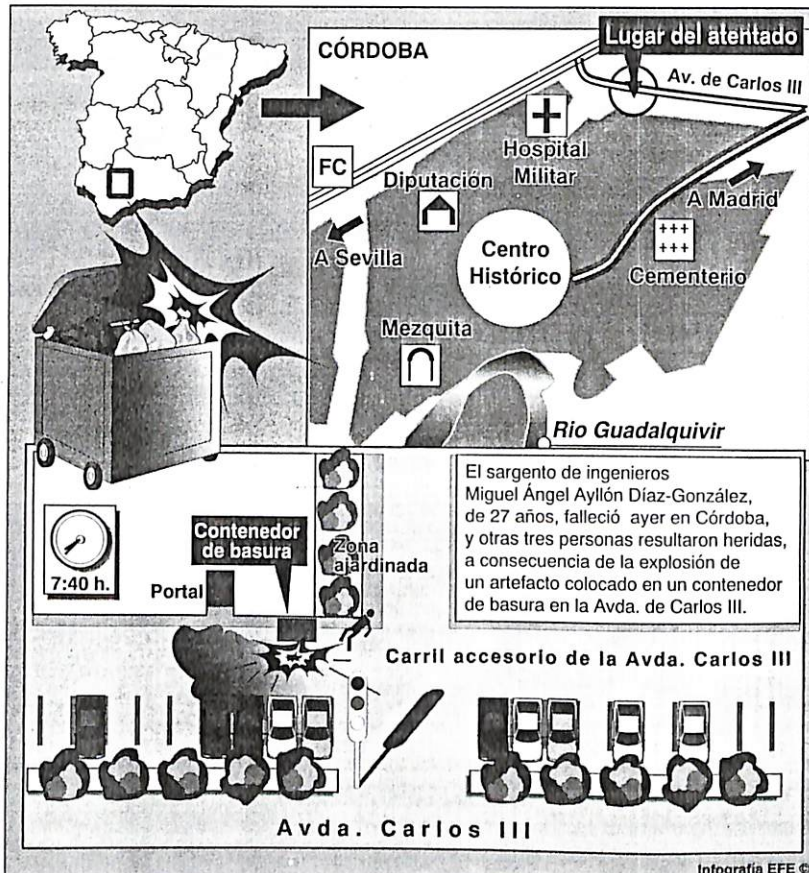 CÓRDOBA
Lugar del atentado
Av. de Carlos III
FC
Hospital
Militar
Diputación
A Madrid
A Sevilla
Centro
Histórico
+++
+++
Cementerio
Mezquita
Rio Guadalquivir
El sargento de ingenieros
Miguel Ángel Ayllón Díaz-González,
de 27 años, falleció ayer en Córdoba,
y otras tres personas resultaron heridas,
a consecuencia de la explosión de
un artefacto colocado en un contenedor
de basura en la Avda. de Carlos III.
7:40 h.
Contenedor
de basura
Zona
ajardinada
Portal
Carril accesorio de la Avda. Carlos III
Avda. Carlos III
Infografía EFE ©